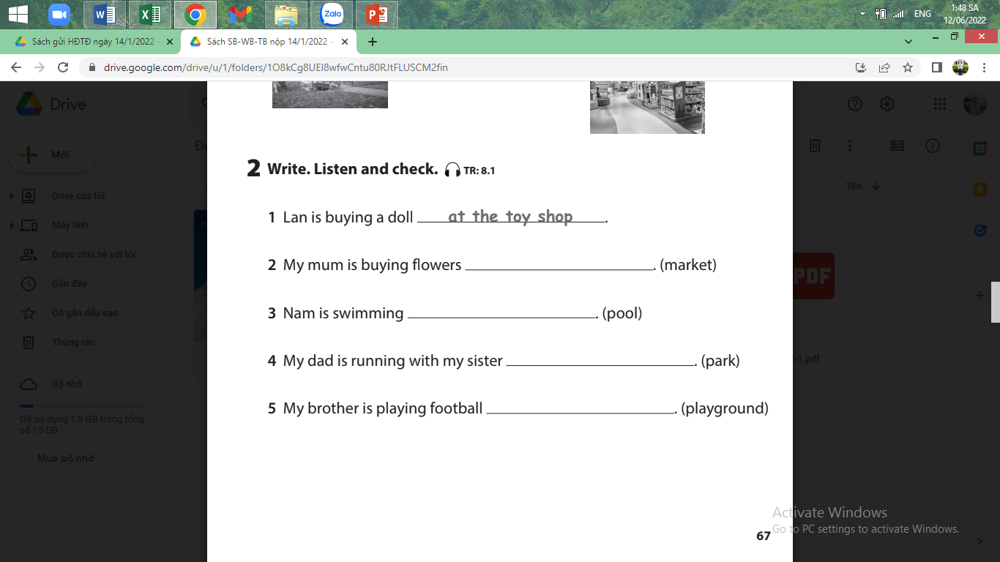 Zalo
ENG
1:48 SA
12/06/2022
Sách gửi HĐTĐ ngày 14/1/2022 -
Sách SB-WB-TB nộp 14/1/2022 -
drive.google.com/drive/u/1/folders/1O8kCg8UEl8wfwCntu80RJtFLUSCM2fin
Drive
Mới
Drive của tôi
Máy tính
Được chia sẻ với tôi
Gần đây
Có gắn dấu sao
Thùng rác
Bộ nhớ
Đã sử dụng 1,8 GB trong tổng
số 15 GB
Mua bộ nhớ
Tên
PDF
-1.pdf
2 Write. Listen and check. TR: 8.1
1 Lan is buying a doll at the toy shop.
2 My mum is buying flowers ____________________. (market)
3 Nam is swimming ____________________. (pool)
4 My dad is running with my sister ____________________. (park)
5 My brother is playing football ____________________. (playground)
67
Activate Windows
Go to PC settings to activate Windows.